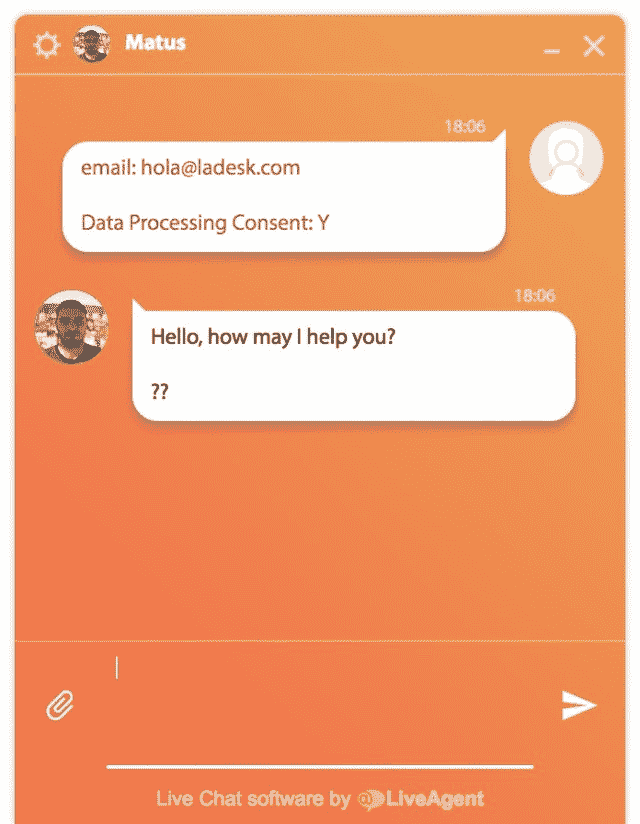 Matus
18:06
email: hola@ladesk.com
Data Processing Consent: Y
18:06
Hello, how may I help you?
??
Live Chat software by LiveAgent